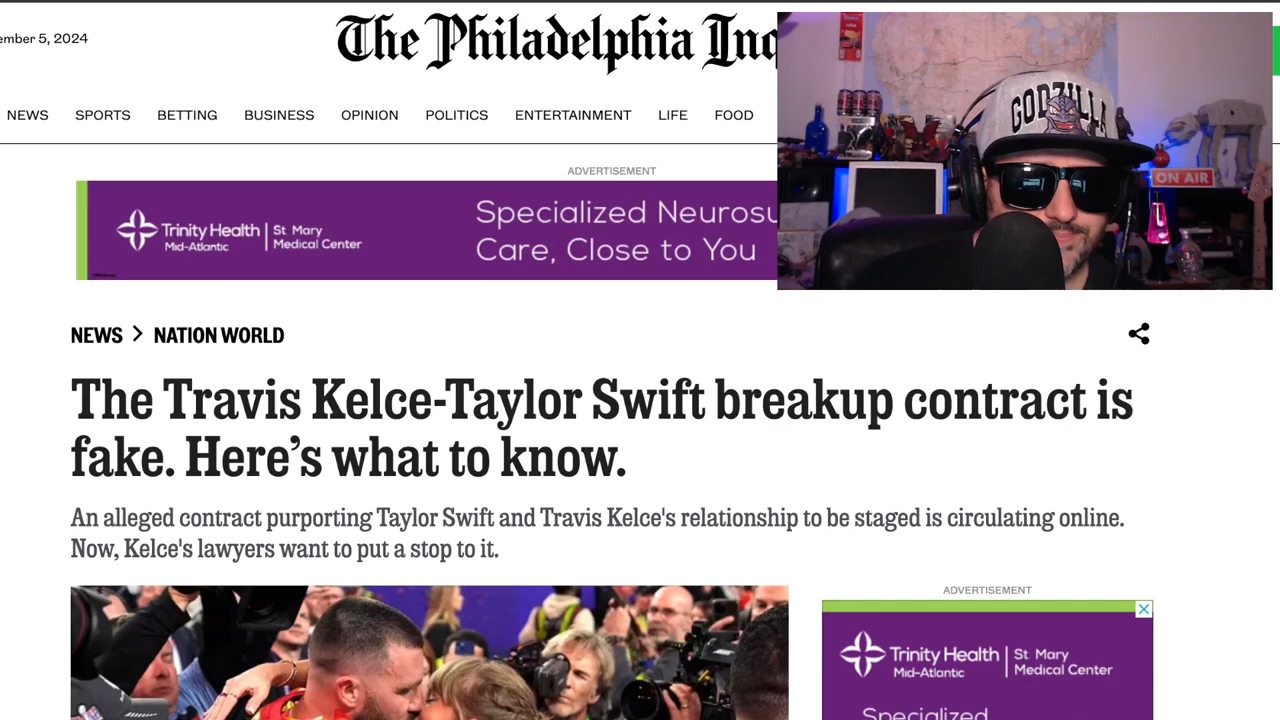 ember 5, 2024
The Philadelphia Inq
NEWS SPORTS BETTING BUSINESS OPINION POLITICS ENTERTAINMENT LIFE FOOD
ADVERTISEMENT
Trinity Health
Mid-Atlantic
St. Mary
Medical Center
Specialized Neurosu
Care, Close to You
GODZILLA
ON AIR
NEWS > NATION WORLD
The Travis Kelce-Taylor Swift breakup contract is
fake. Here's what to know.
An alleged contract purporting Taylor Swift and Travis Kelce's relationship to be staged is circulating online.
Now, Kelce's lawyers want to put a stop to it.
ADVERTISEMENT
Trinity Health
Mid-Atlantic
St. Mary
Medical Center
Specialized